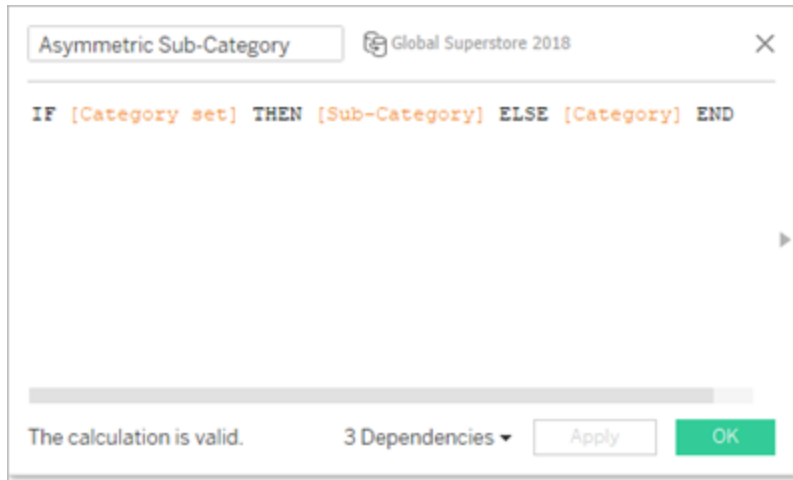 Asymmetric Sub-Category Global Superstore 2018
IF [Category set] THEN [Sub-Category] ELSE [Category] END
The calculation is valid. 3 Dependencies Apply OK